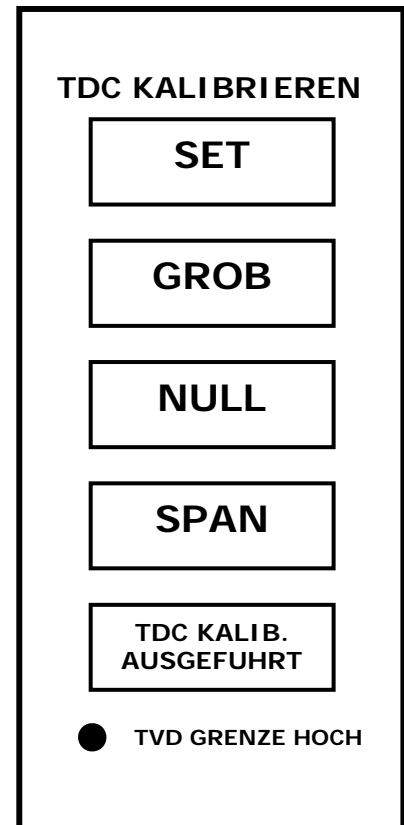 TDC KALIBRIEREN
SET
GROB
NULL
SPAN
TDC KALIB.
AUSGEFUHRT
TVD GRENZE HOCH